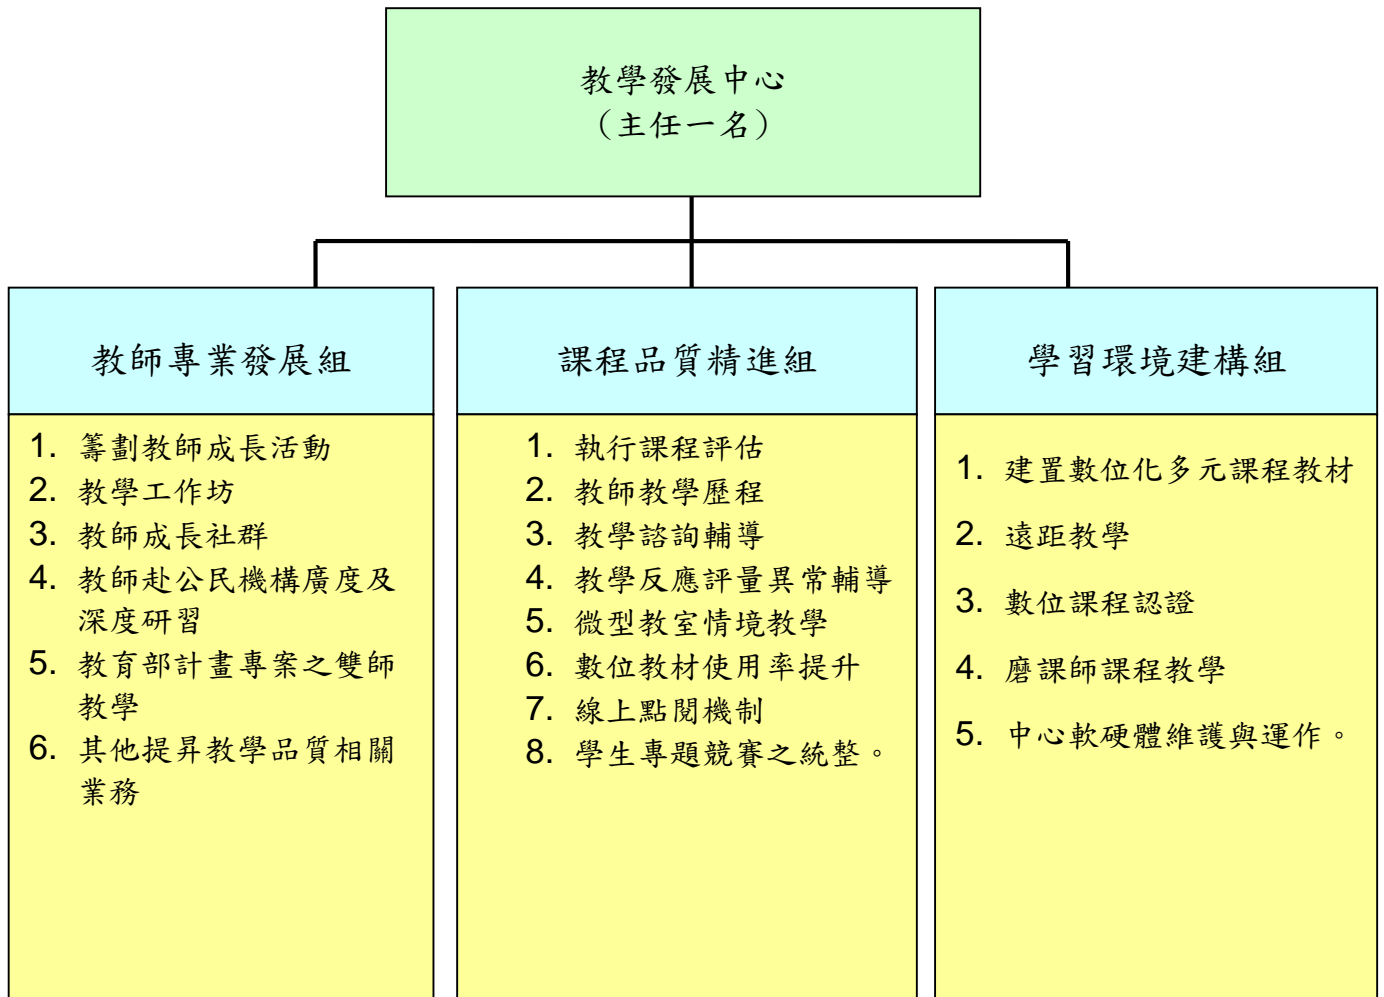 教學發展中心
（主任一名）
教師專業發展組
1. 籌劃教師成長活動
2. 教學工作坊
3. 教師成長社群
4. 教師赴公民機構廣度及
深度研習
5. 教育部計畫專案之雙師
教學
6. 其他提昇教學品質相關
業務
課程品質精進組
1. 執行課程評估
2. 教師教學歷程
3. 教學諮詢輔導
4. 教學反應評量異常輔導
5. 微型教室情境教學
6. 數位教材使用率提升
7. 線上點閱機制
8. 學生專題競賽之統整。
學習環境建構組
1. 建置數位化多元課程教材
2. 遠距教學
3. 數位課程認證
4. 磨課師課程教學
5. 中心軟硬體維護與運作。